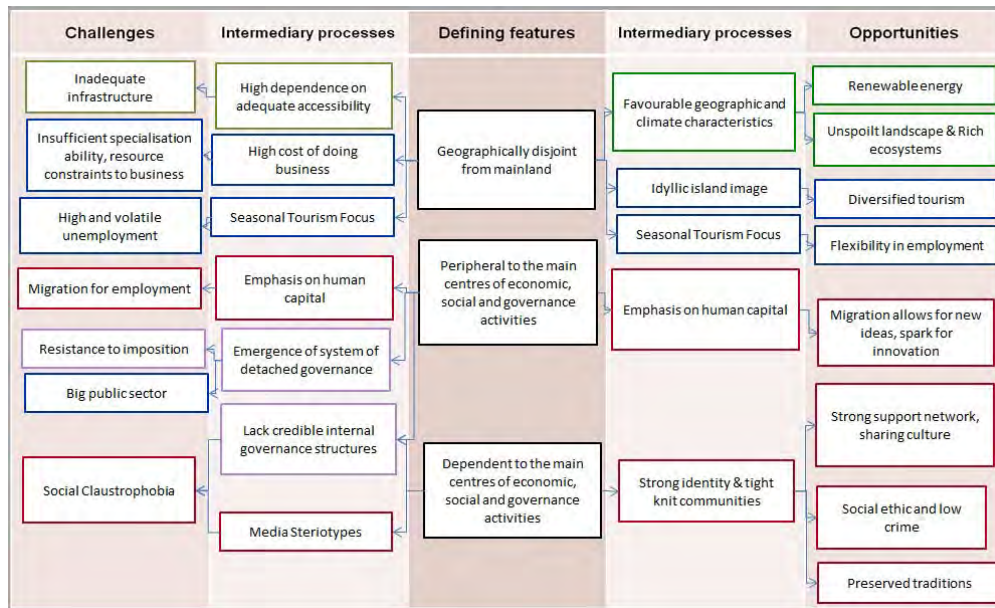 Challenges
Intermediary processes
Defining features
Intermediary processes
Opportunities
Inadequate
infrastructure
High dependence on
adequate accessibility
Insufficient specialisation
ability, resource
constraints to business
High cost of doing
business
High and volatile
unemployment
Seasonal Tourism Focus
Migration for employment
Emphasis on human
capital
Resistance to imposition
Big public sector
Emergence of system of
detached governance
Lack credible internal
governance structures
Social Claustrophobia
Media Steriotypes
Geographically disjoint
from mainland
Peripheral to the main
centres of economic,
social and governance
activities
Dependent to the main
centres of economic,
social and governance
activities
Favourable geographic and
climate characteristics
Idyllic island image
Seasonal Tourism Focus
Emphasis on human capital
Strong identity & tight
knit communities
Renewable energy
Unspoilt landscape & Rich
ecosystems
Diversified tourism
Flexibility in employment
Migration allows for new
ideas, spark for
innovation
Strong support network,
sharing culture
Social ethic and low
crime
Preserved traditions